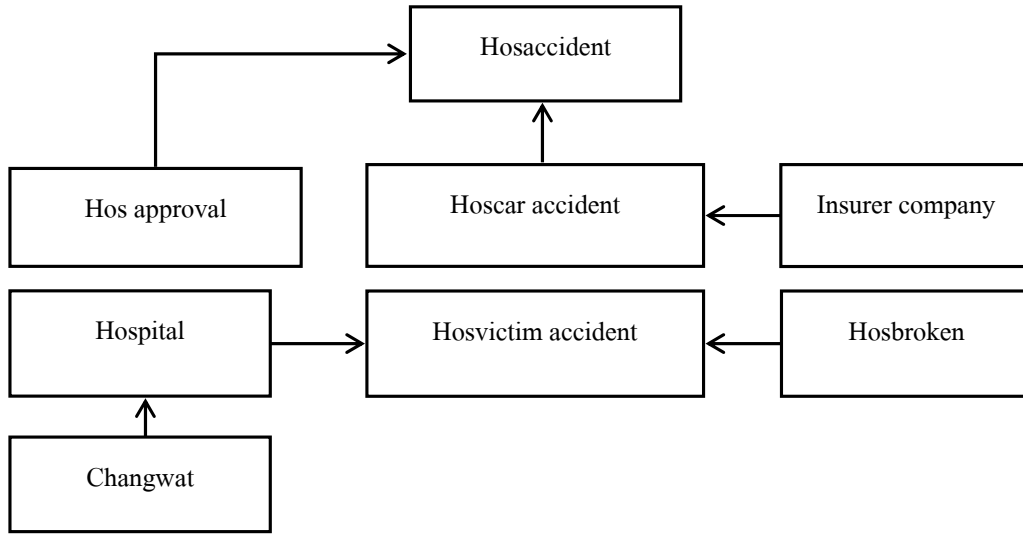 Hosaccident
Hos approval
Hoscar accident
Insurer company
Hospital
Hosvictim accident
Hosbroken
Changwat